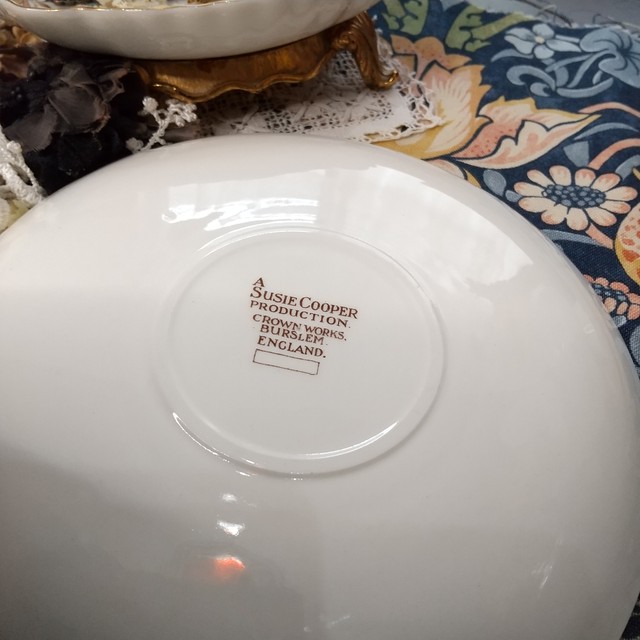 A
SUSIE COOPER
PRODUCTION.
CROWN WORKS,
BURSLEM
ENGLAND.